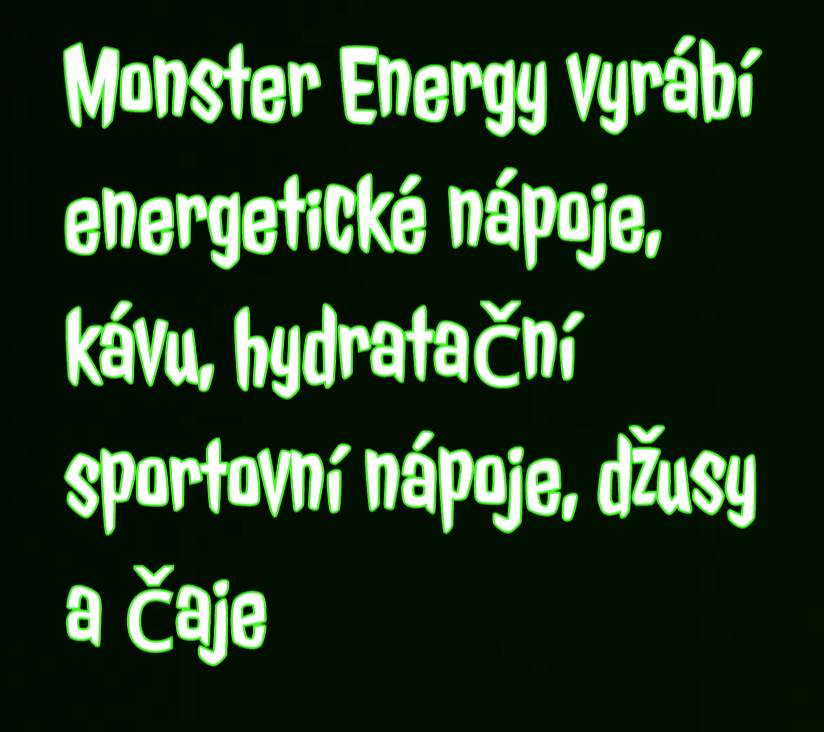 Monster Energy vyrábí
energetické nápoje,
kávu, hydratační
sportovní nápoje, džusy
a čaje